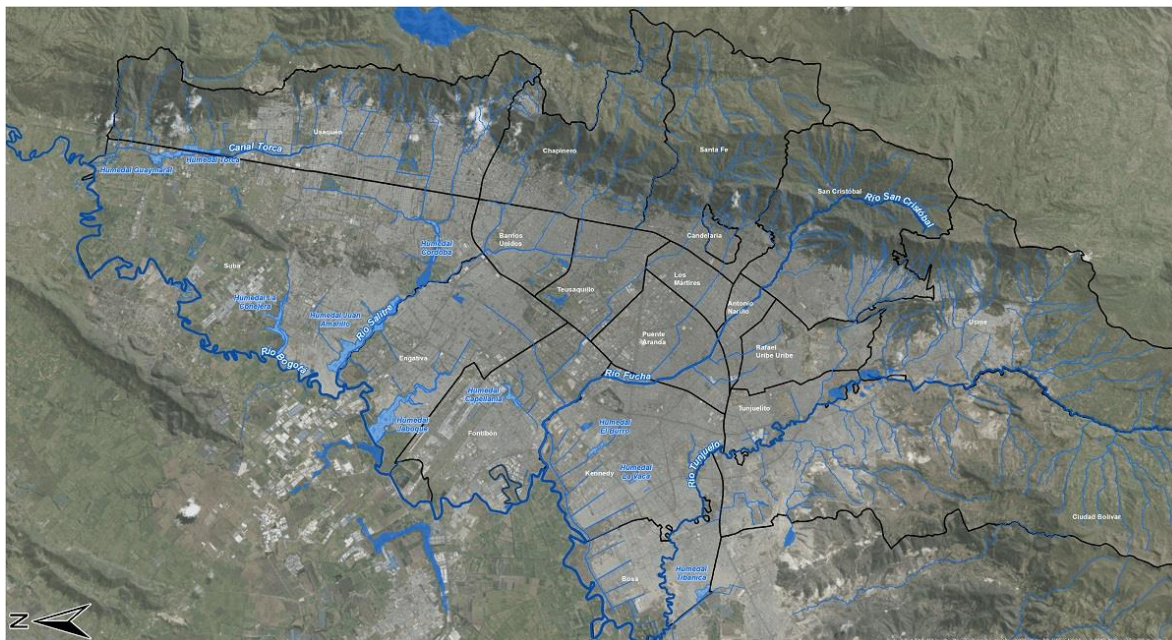 Usaquén
Canal Torca
Humedal Torca
Humedal Guaymaral
Chapinero
Santa Fe
San Cristóbal
Río San Cristóbal
Barrios
Unidos
Candelaria
Humedal
Córdoba
Suba
Los
Mártires
Teusaquillo
Humedal La
Conejera
Antonio
Nariño
Humedal Juan
Amarillo
Río Salitre
Usme
Puente
Aranda
Rafael
Uribe Uribe
Engativa
Río Bogotá
Río Fucha
Humedal
Capellanía
Tunjuelito
Humedal
Jaboque
Humedal
El Burro
Fontibón
Kennedy
Humedal
La Vaca
Río Tunjuelo
Ciudad Bolívar
Bosa
Humedal
Tibanica
N